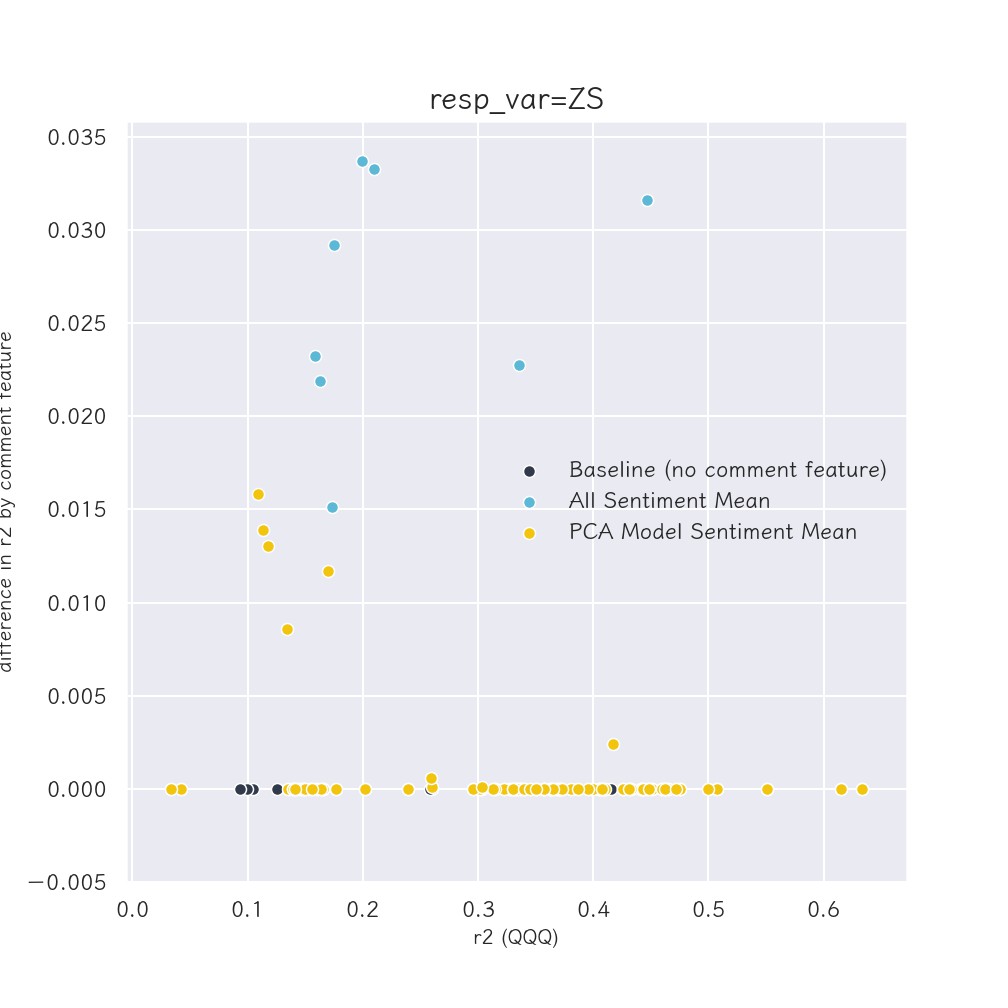 resp_var=ZS
0.035
0.030
0.025
0.020
0.015
0.010
0.005
0.000
−0.005
difference in r2 by comment feature
Baseline (no comment feature)
All Sentiment Mean
PCA Model Sentiment Mean
0.0 0.1 0.2 0.3 0.4 0.5 0.6
r2 (QQQ)